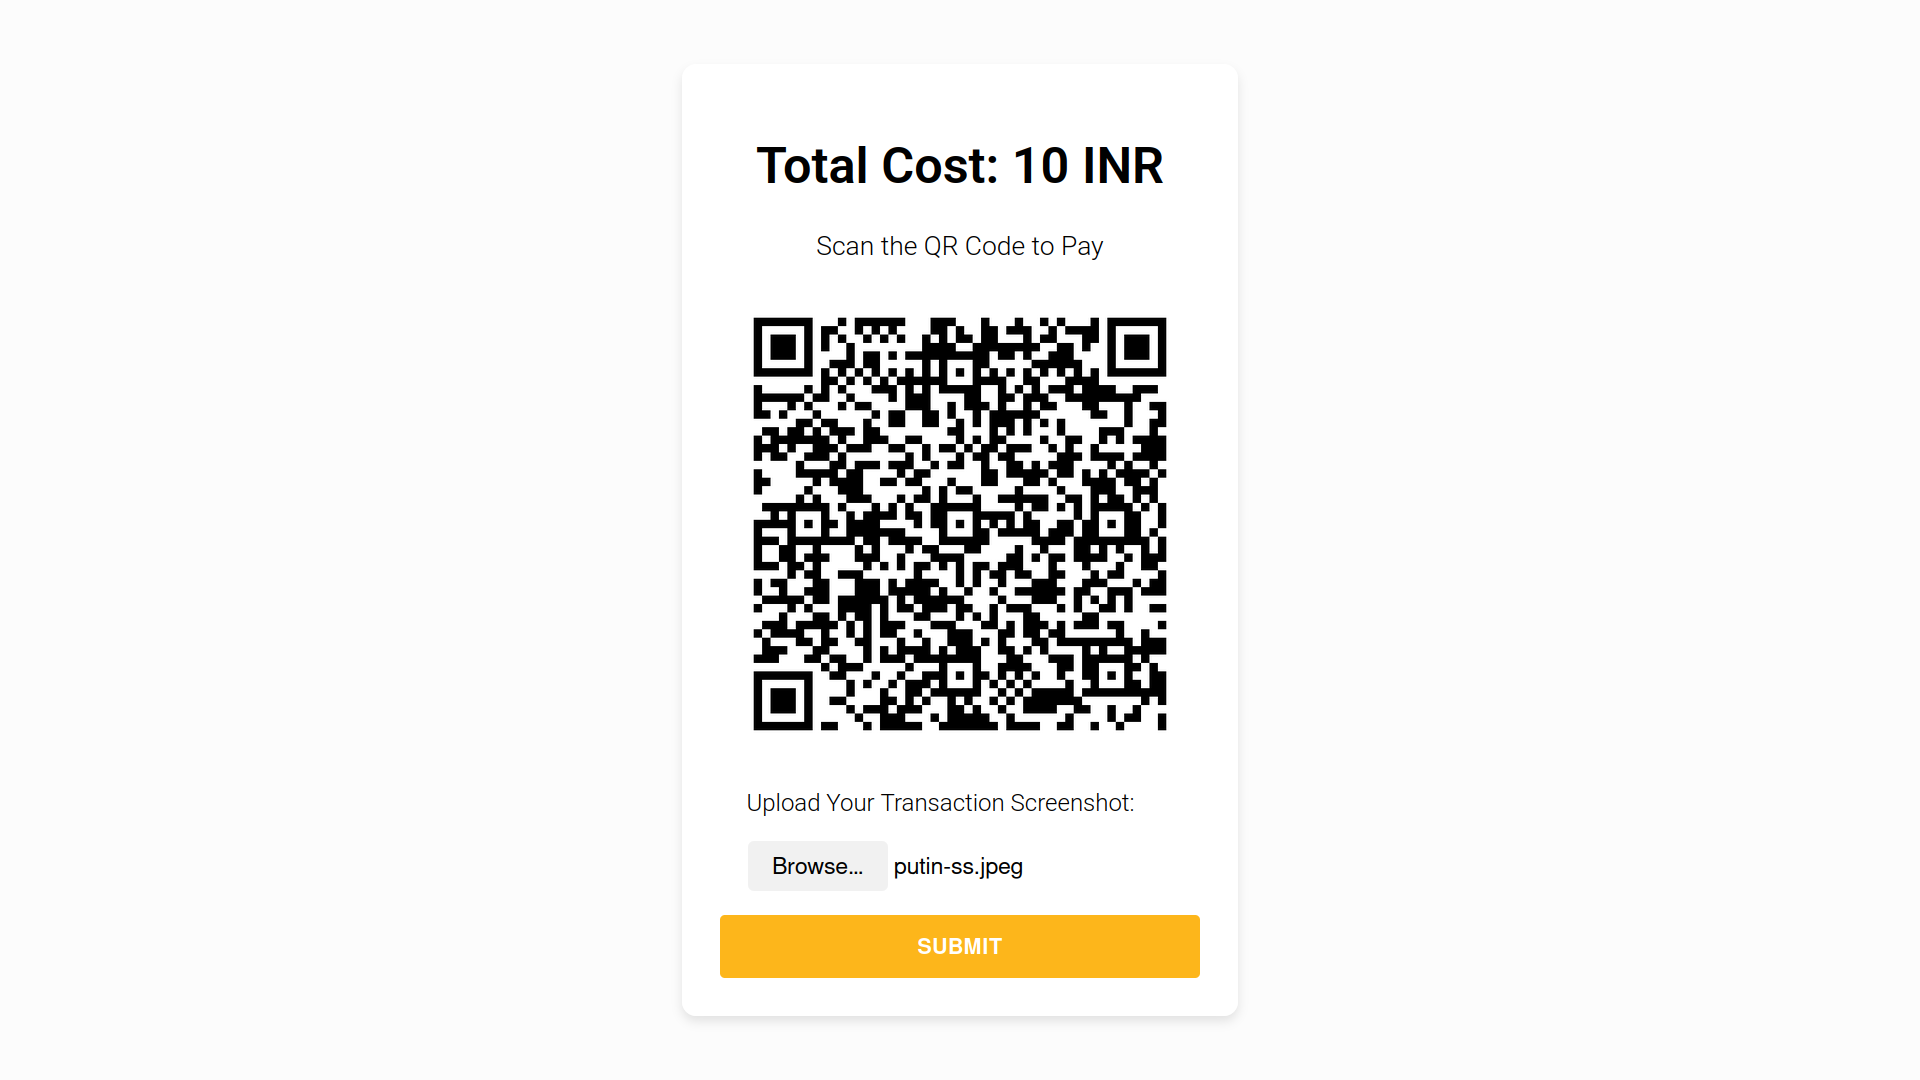 Total Cost: 10 INR
Scan the QR Code to Pay
Upload Your Transaction Screenshot:
Browse... putin-ss.jpeg
SUBMIT